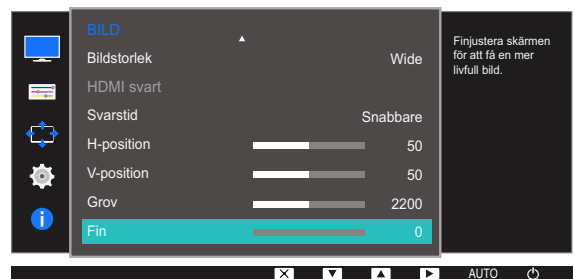 BILD
Bildstorlek Wide
HDMI svart
Svarstid Snabbare
H-position 50
V-position 50
Grov 2200
Fin 0
Finjustera skärmen
för att få en mer
livfull bild.
AUTO